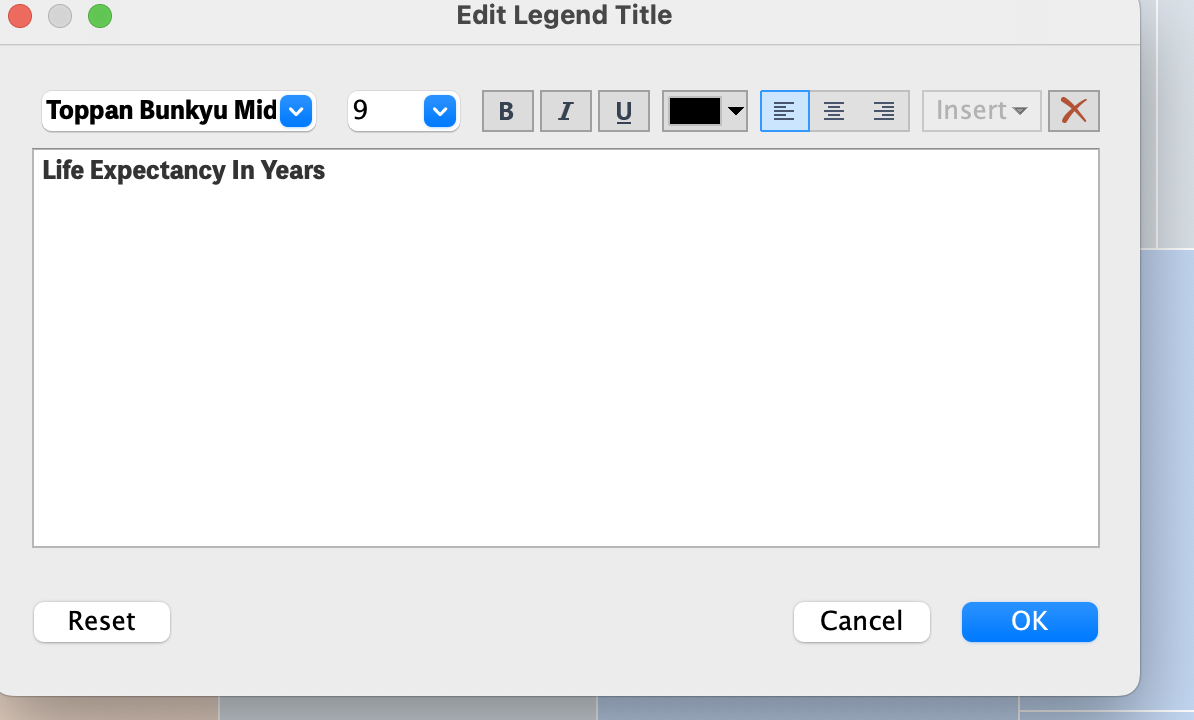 Edit Legend Title
Toppan Bunkyu Mid 9 B I U Insert
Life Expectancy In Years
Reset Cancel OK